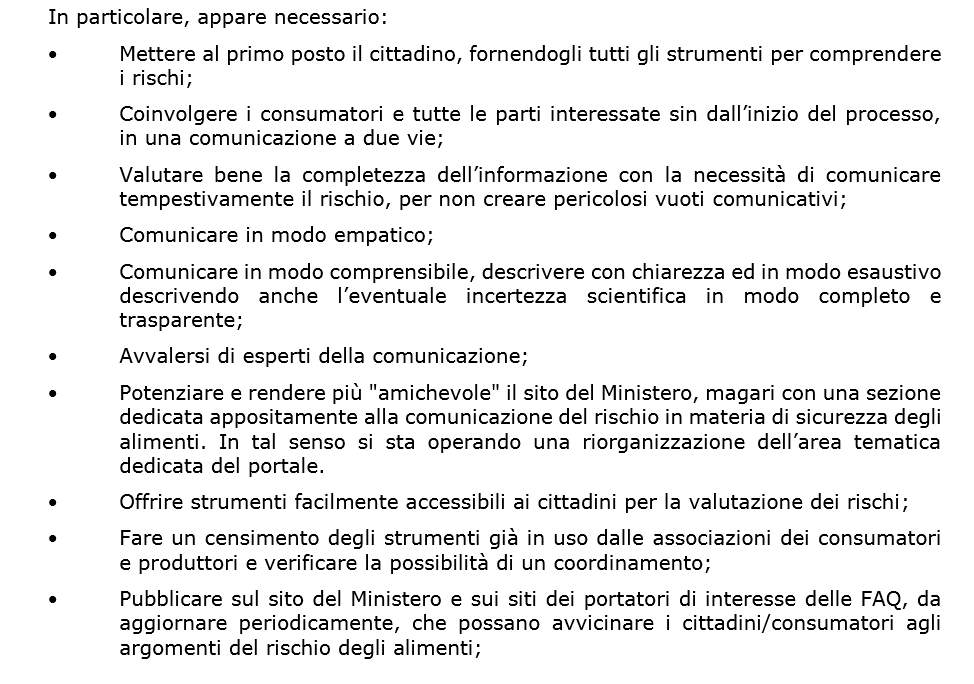 In particolare, appare necessario:
• Mettere al primo posto il cittadino, fornendogli tutti gli strumenti per comprendere
i rischi;
• Coinvolgere i consumatori e tutte le parti interessate sin dall’inizio del processo,
in una comunicazione a due vie;
• Valutare bene la completezza dell’informazione con la necessità di comunicare
tempestivamente il rischio, per non creare pericolosi vuoti comunicativi;
• Comunicare in modo empatico;
• Comunicare in modo comprensibile, descrivere con chiarezza ed in modo esaustivo
descrivendo anche l’eventuale incertezza scientifica in modo completo e
trasparente;
• Avvalersi di esperti della comunicazione;
• Potenziare e rendere più "amichevole" il sito del Ministero, magari con una sezione
dedicata appositamente alla comunicazione del rischio in materia di sicurezza degli
alimenti. In tal senso si sta operando una riorganizzazione dell’area tematica
dedicata del portale.
• Offrire strumenti facilmente accessibili ai cittadini per la valutazione dei rischi;
• Fare un censimento degli strumenti già in uso dalle associazioni dei consumatori
e produttori e verificare la possibilità di un coordinamento;
• Pubblicare sul sito del Ministero e sui siti dei portatori di interesse delle FAQ, da
aggiornare periodicamente, che possano avvicinare i cittadini/consumatori agli
argomenti del rischio degli alimenti;